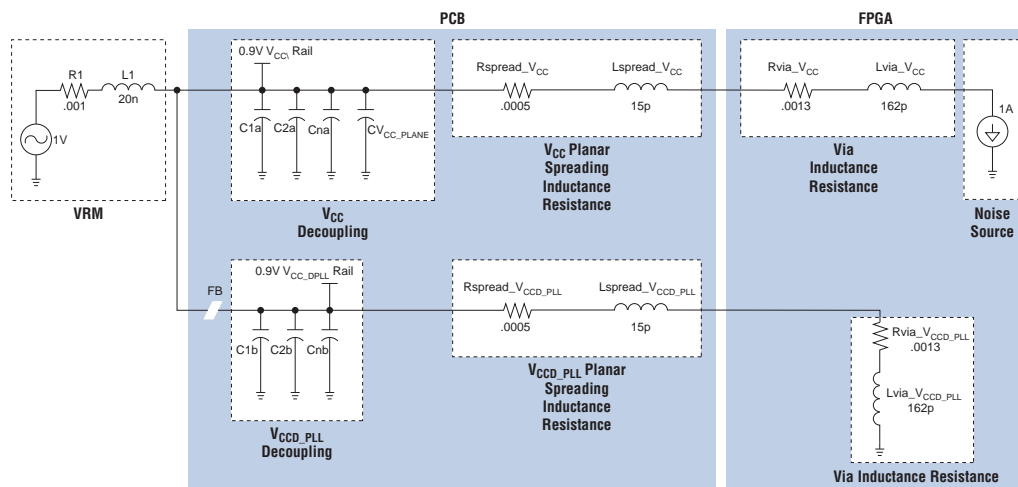 PCB
FPGA
0.9V VCC\ Rail
R1
L1
.001
20n
1V
VRM
C1a
C2a
Cna
CVCC_PLANE
VCC
Decoupling
Rspread_VCC
Lspread_VCC
.0005
15p
VCC Planar
Spreading
Inductance
Resistance
Rvia_VCC
Lvia_VCC
.0013
162p
Via
Inductance
Resistance
1A
Noise
Source
FB
0.9V VCC_DPLL Rail
C1b
C2b
Cnb
VCCD_PLL
Decoupling
Rspread_VCCD_PLL
Lspread_VCCD_PLL
.0005
15p
VCCD_PLL Planar
Spreading
Inductance
Resistance
Rvia_VCCD_PLL
.0013
Lvia_VCCD_PLL
162p
Via Inductance Resistance